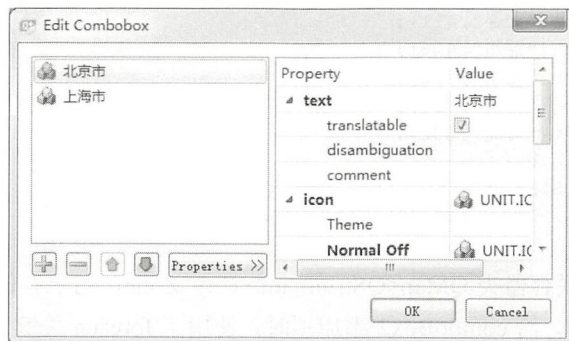 Edit Combobox
北京市
上海市
Properties >>
Property Value
text 北京市
translatable
disambiguation
comment
icon UNIT.IC
Theme
Normal Off UNIT.IC
OK Cancel